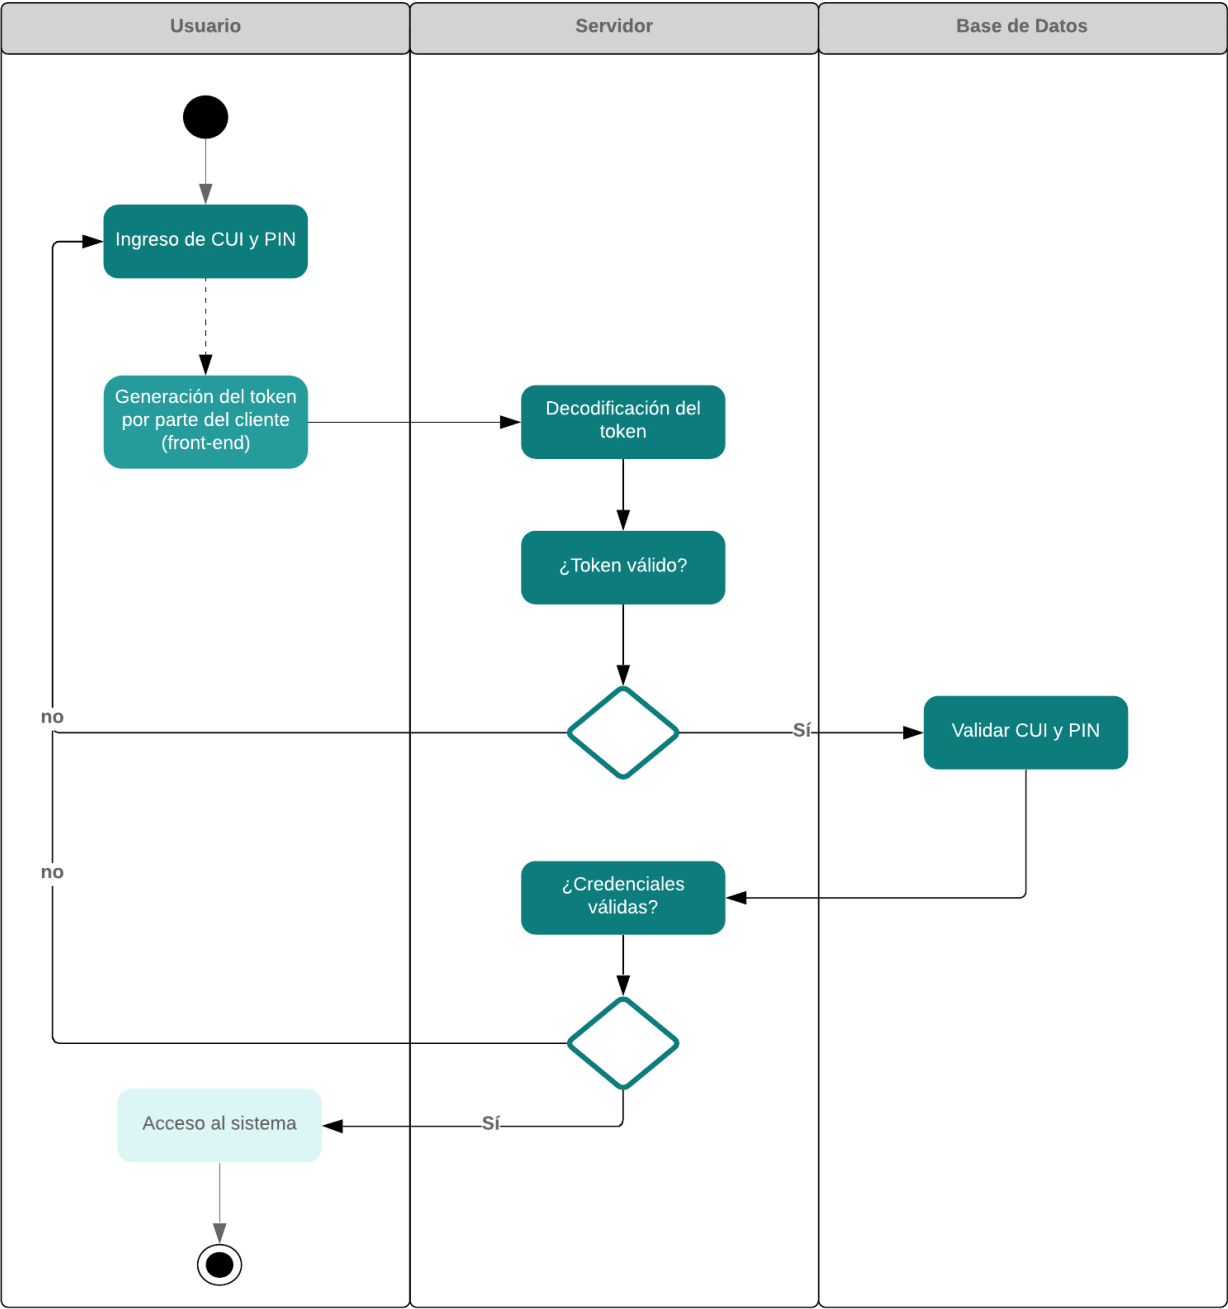 Usuario
Servidor
Base de Datos
Ingreso de CUI y PIN
Generación del token
por parte del cliente
(front-end)
Decodificación del
token
¿Token válido?
no
Sí
Validar CUI y PIN
no
¿Credenciales
válidas?
Acceso al sistema
Sí